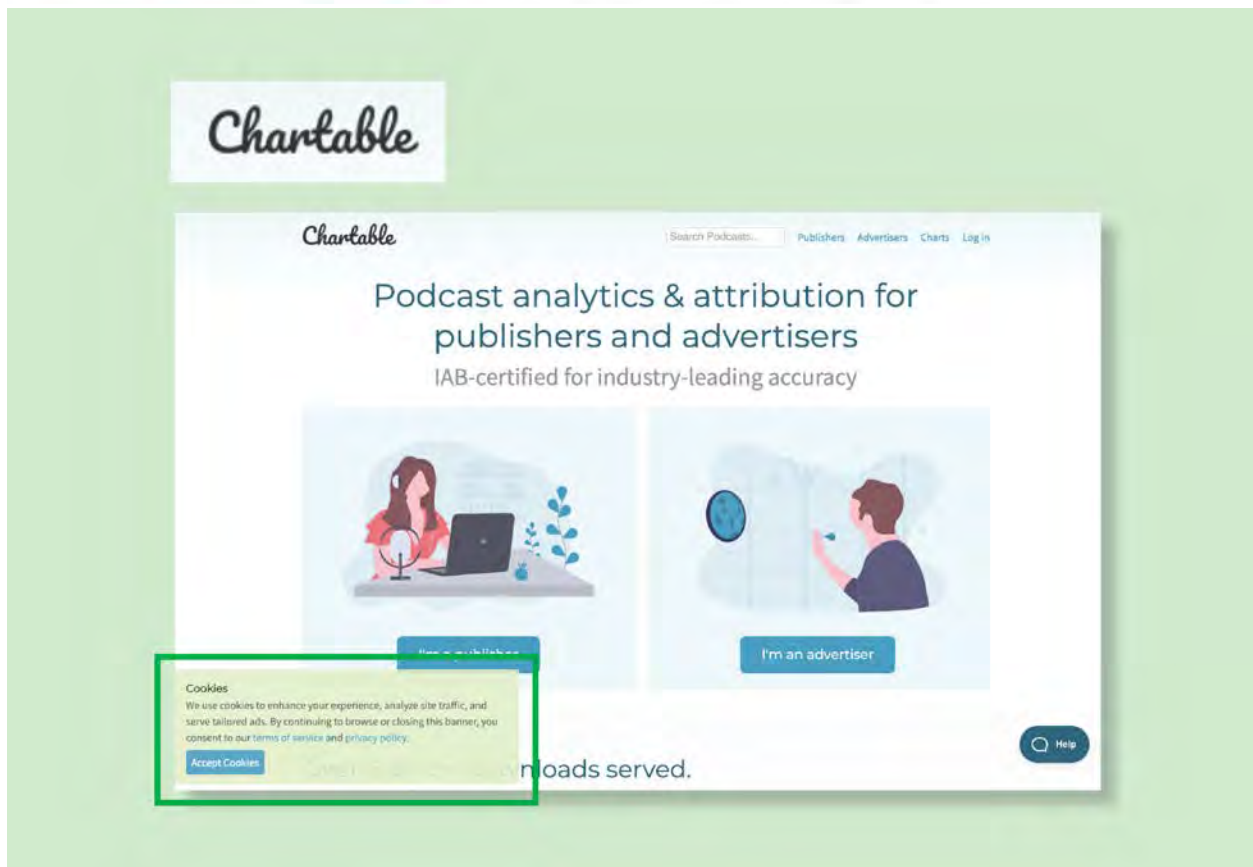 Chartable
Chartable
Search Podcasts... Publishers Advertisers Charts Log in
Podcast analytics & attribution for
publishers and advertisers
IAB-certified for industry-leading accuracy
I'm a publisher
I'm an advertiser
Cookies
We use cookies to enhance your experience, analyze site traffic, and
serve tailored ads. By continuing to browse or closing this banner, you
consent to our terms of service and privacy policy.
Accept Cookies
Help
served.